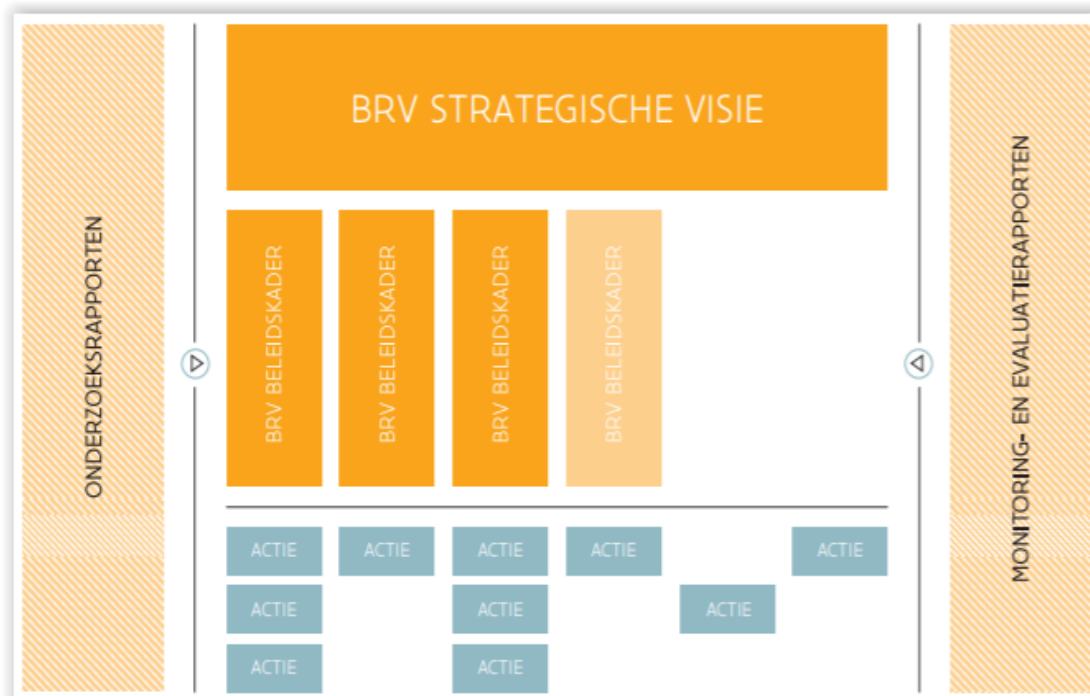 BRV STRATEGISCHE VISIE
ONDERZOEKSRAPPORTEN
BRV BELEIDSKADER
BRV BELEIDSKADER
BRV BELEIDSKADER
BRV BELEIDSKADER
MONITORING- EN EVALUATIERAPPORTEN
ACTIE
ACTIE
ACTIE
ACTIE
ACTIE
ACTIE
ACTIE
ACTIE
ACTIE
ACTIE